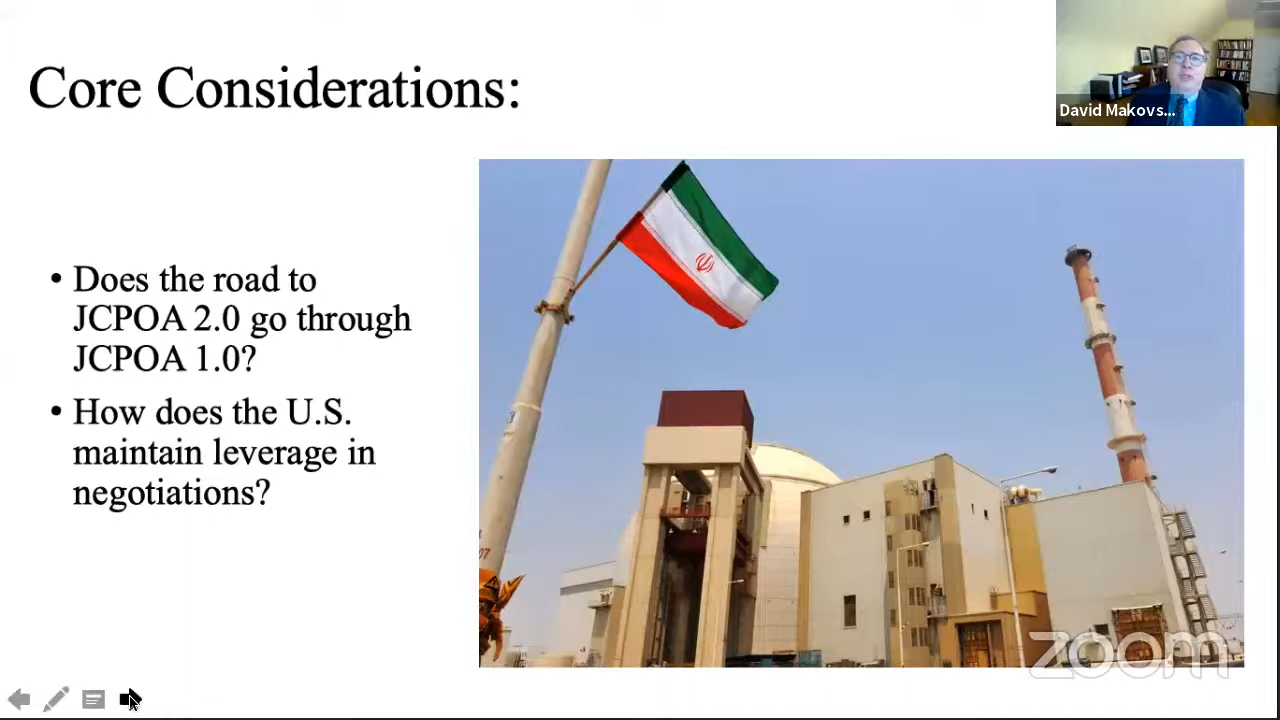 Core Considerations:
David Makovs...
• Does the road to
JCPOA 2.0 go through
JCPOA 1.0?
• How does the U.S.
maintain leverage in
negotiations?
07
zoom